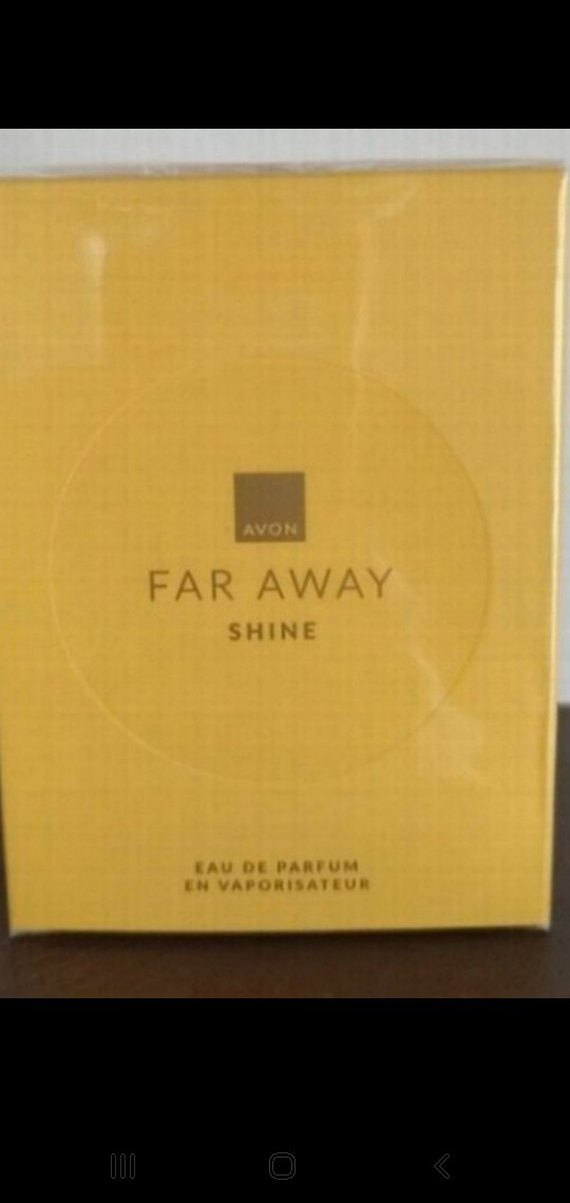 AVON
FAR AWAY
SHINE
EAU DE PARFUM
EN VAPORISATEUR